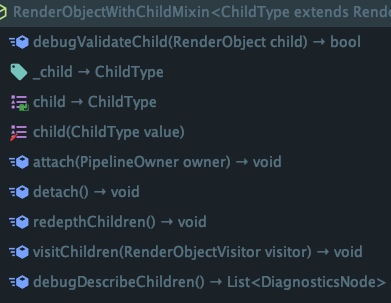 RenderObjectWithChildMixin<ChildType extends Rende
debugValidateChild(RenderObject child) → bool
_child → ChildType
child → ChildType
child(ChildType value)
attach(PipelineOwner owner) → void
detach() → void
redepthChildren() → void
visitChildren(RenderObjectVisitor visitor) → void
debugDescribeChildren() → List<DiagnosticsNode>